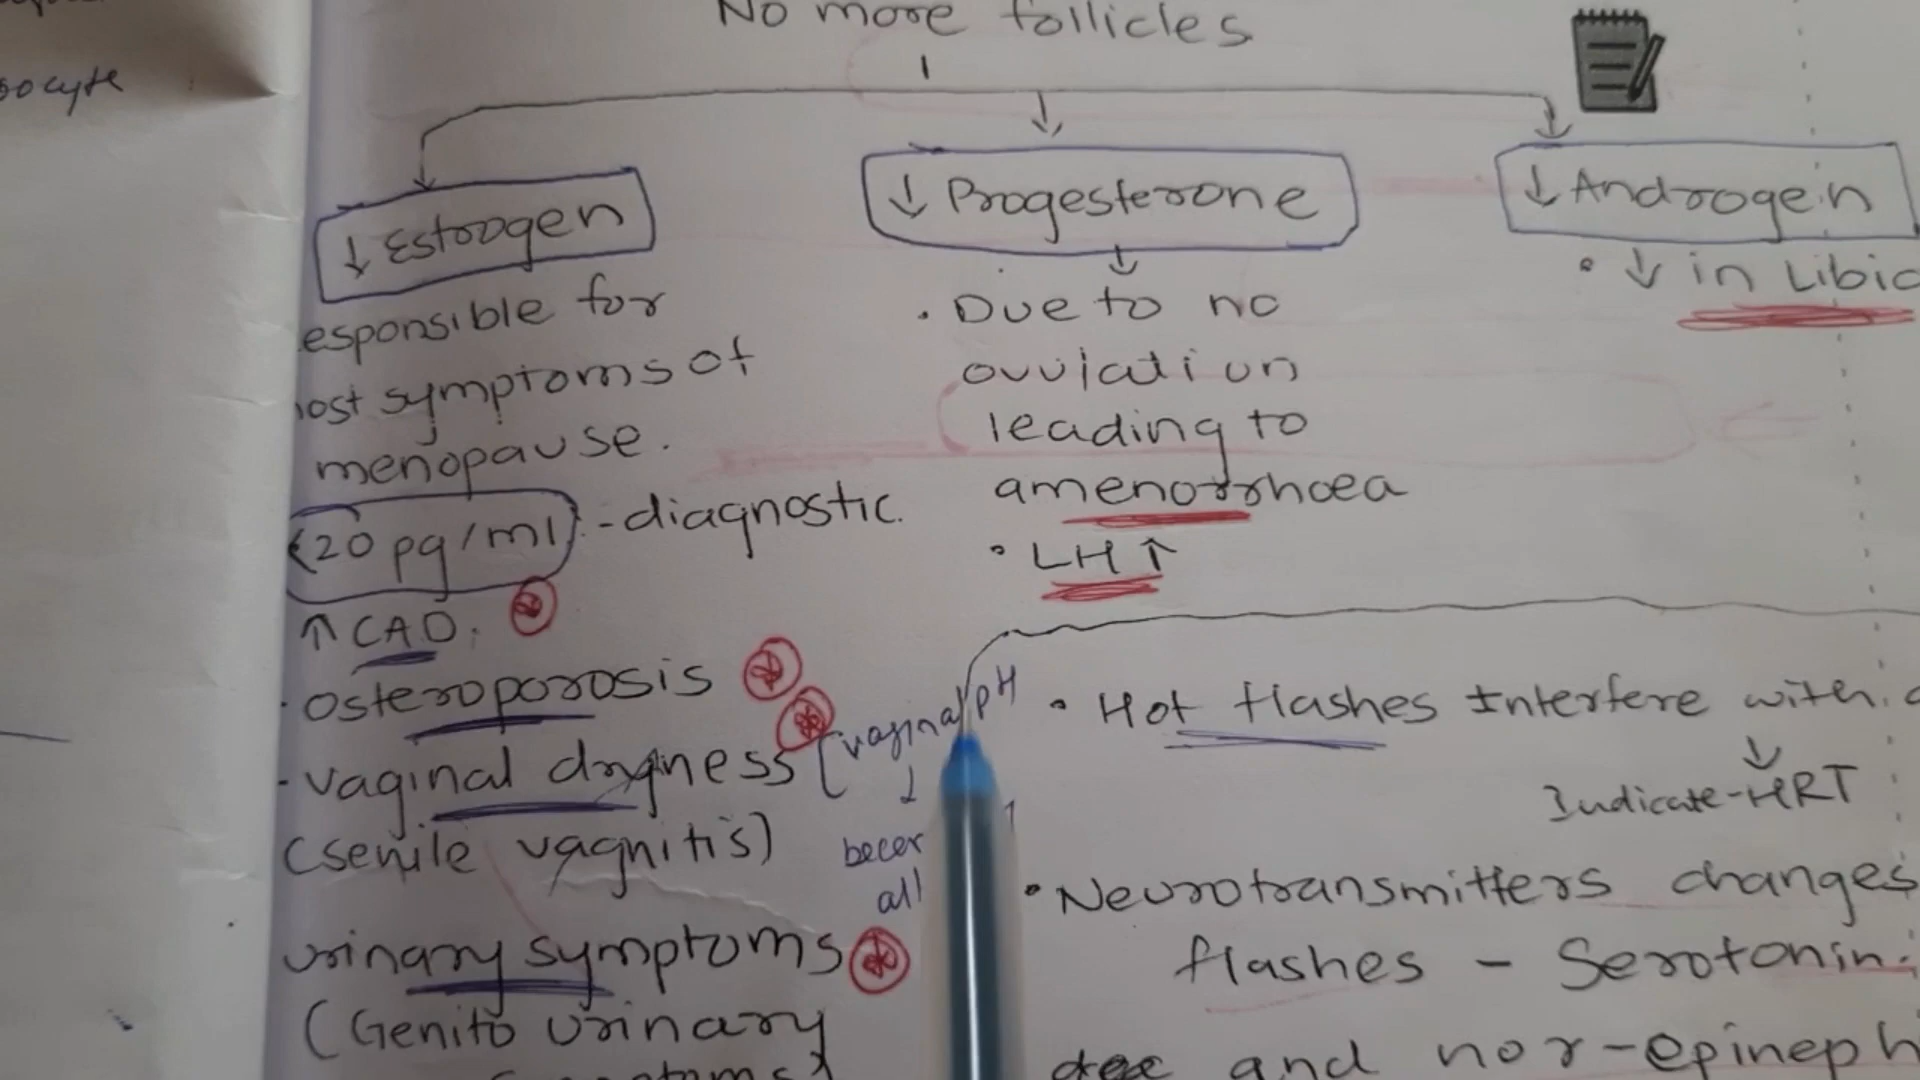 oocyte
No more follicles
↓ Estrogen
esponsible for
ost symptoms of
menopause.
<20 pg/ml - diagnostic.
↑ CAD.
• Osteroporosis
- vaginal dryness [vaginal pH
(senile vagnitis)
all
urinary symptoms
(Genito urinary
↓ Progesterone
• Due to no
ovulation
leading to
amenorrhoea
• LH ↑
↓ Androgen
• ↓ in Libid
• Hot flashes Interfere with
Indicate - HRT
• Neurotransmitters changes
flashes - Serotonin.
and nor-epineph